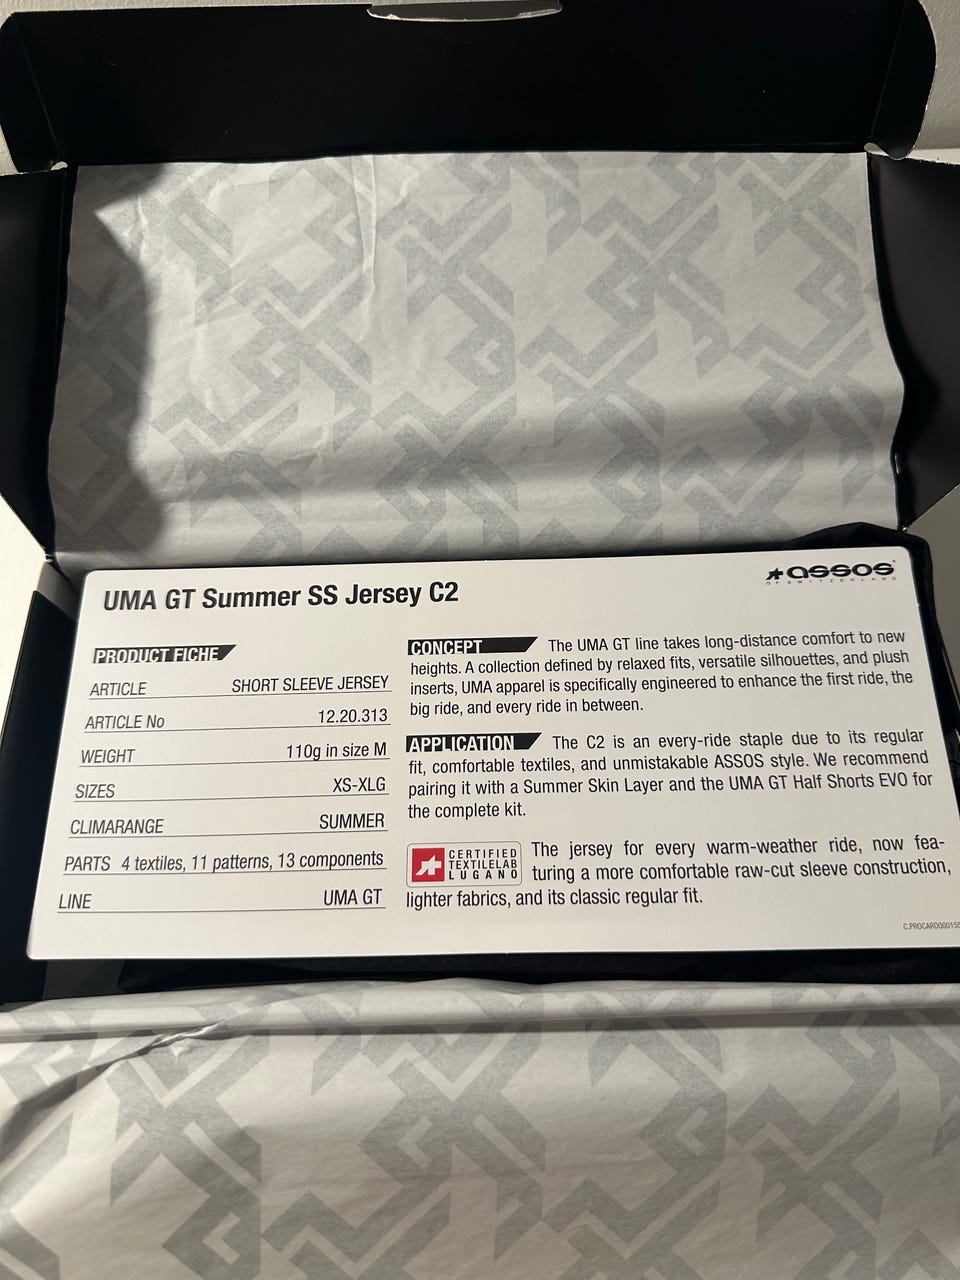 UMA GT Summer SS Jersey C2
assos
OF SWITZERLAND
PRODUCT FICHE
ARTICLE SHORT SLEEVE JERSEY
ARTICLE No 12.20.313
WEIGHT 110g in size M
SIZES XS-XLG
CLIMARANGE SUMMER
PARTS 4 textiles, 11 patterns, 13 components
LINE UMA GT
CONCEPT The UMA GT line takes long-distance comfort to new
heights. A collection defined by relaxed fits, versatile silhouettes, and plush
inserts, UMA apparel is specifically engineered to enhance the first ride, the
big ride, and every ride in between.
APPLICATION The C2 is an every-ride staple due to its regular
fit, comfortable textiles, and unmistakable ASSOS style. We recommend
pairing it with a Summer Skin Layer and the UMA GT Half Shorts EVO for
the complete kit.
CERTIFIED
TEXTILELAB
LUGANO
The jersey for every warm-weather ride, now fea-
turing a more comfortable raw-cut sleeve construction,
lighter fabrics, and its classic regular fit.